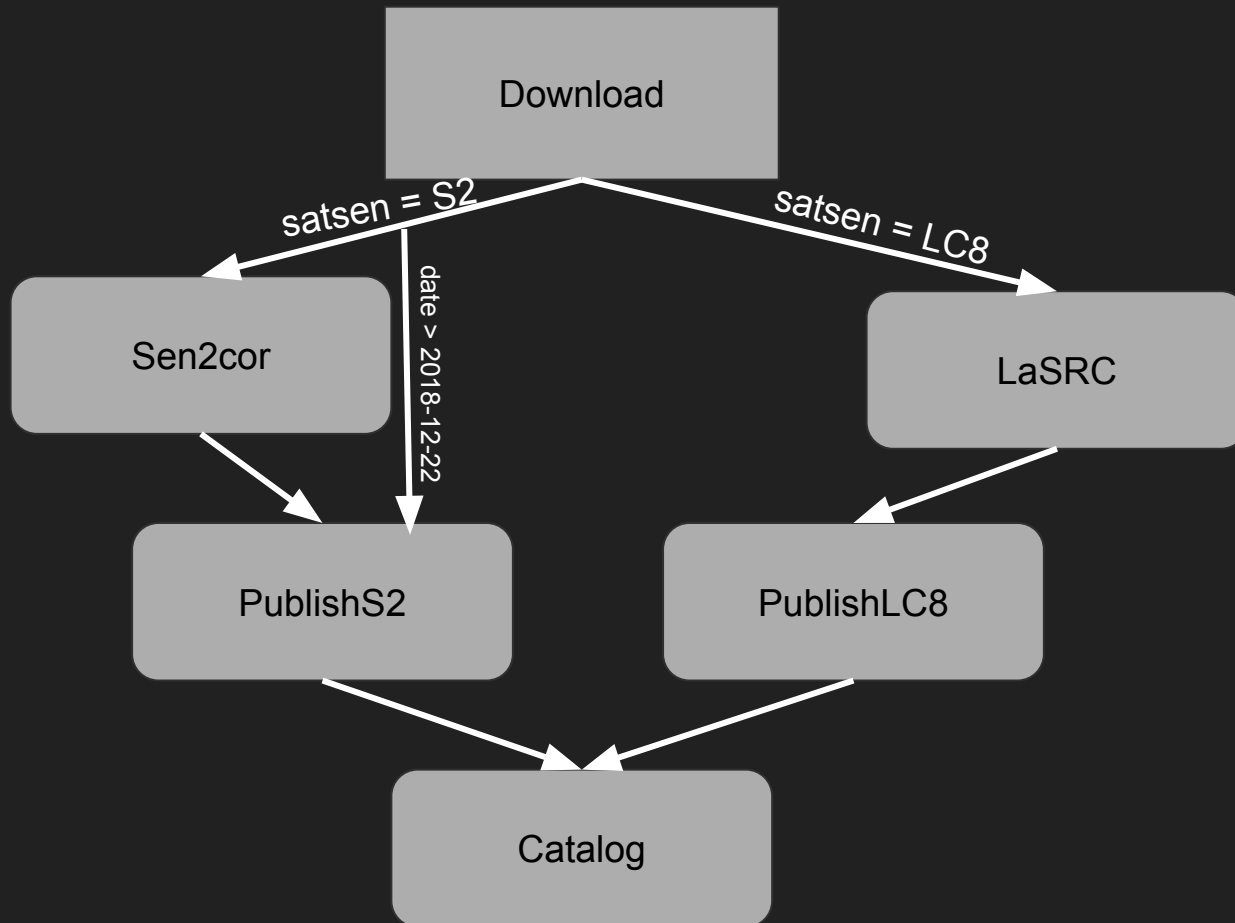 Download
satsen = S2
satsen = LC8
date > 2018-12-22
Sen2cor
LaSRC
PublishS2
PublishLC8
Catalog